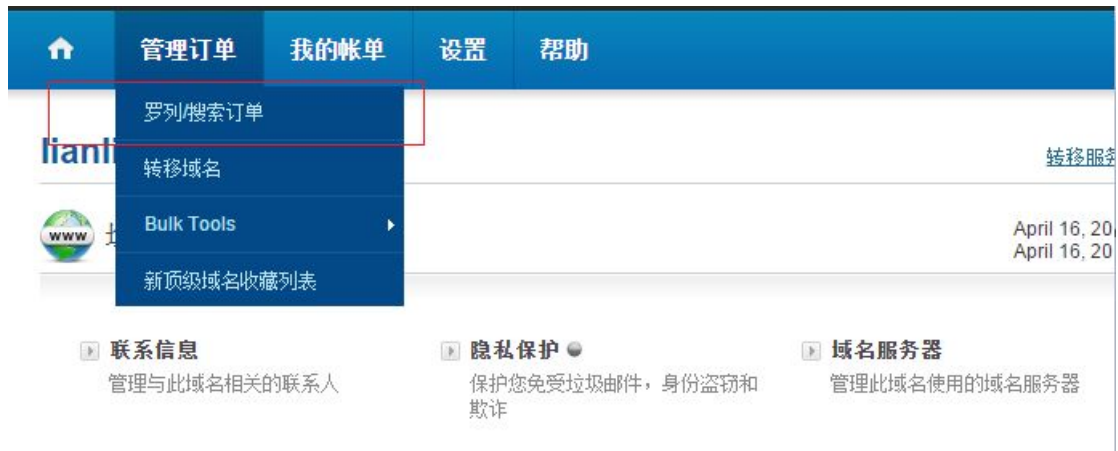 管理订单 我的帐单 设置 帮助
罗列/搜索订单
lianli
转移域名
转移服务
Bulk Tools
www
April 16, 20
April 16, 20
新顶级域名收藏列表
联系信息 隐私保护 域名服务器
管理与此域名相关的联系人 保护您免受垃圾邮件，身份盗窃和 管理此域名使用的域名服务器
欺诈